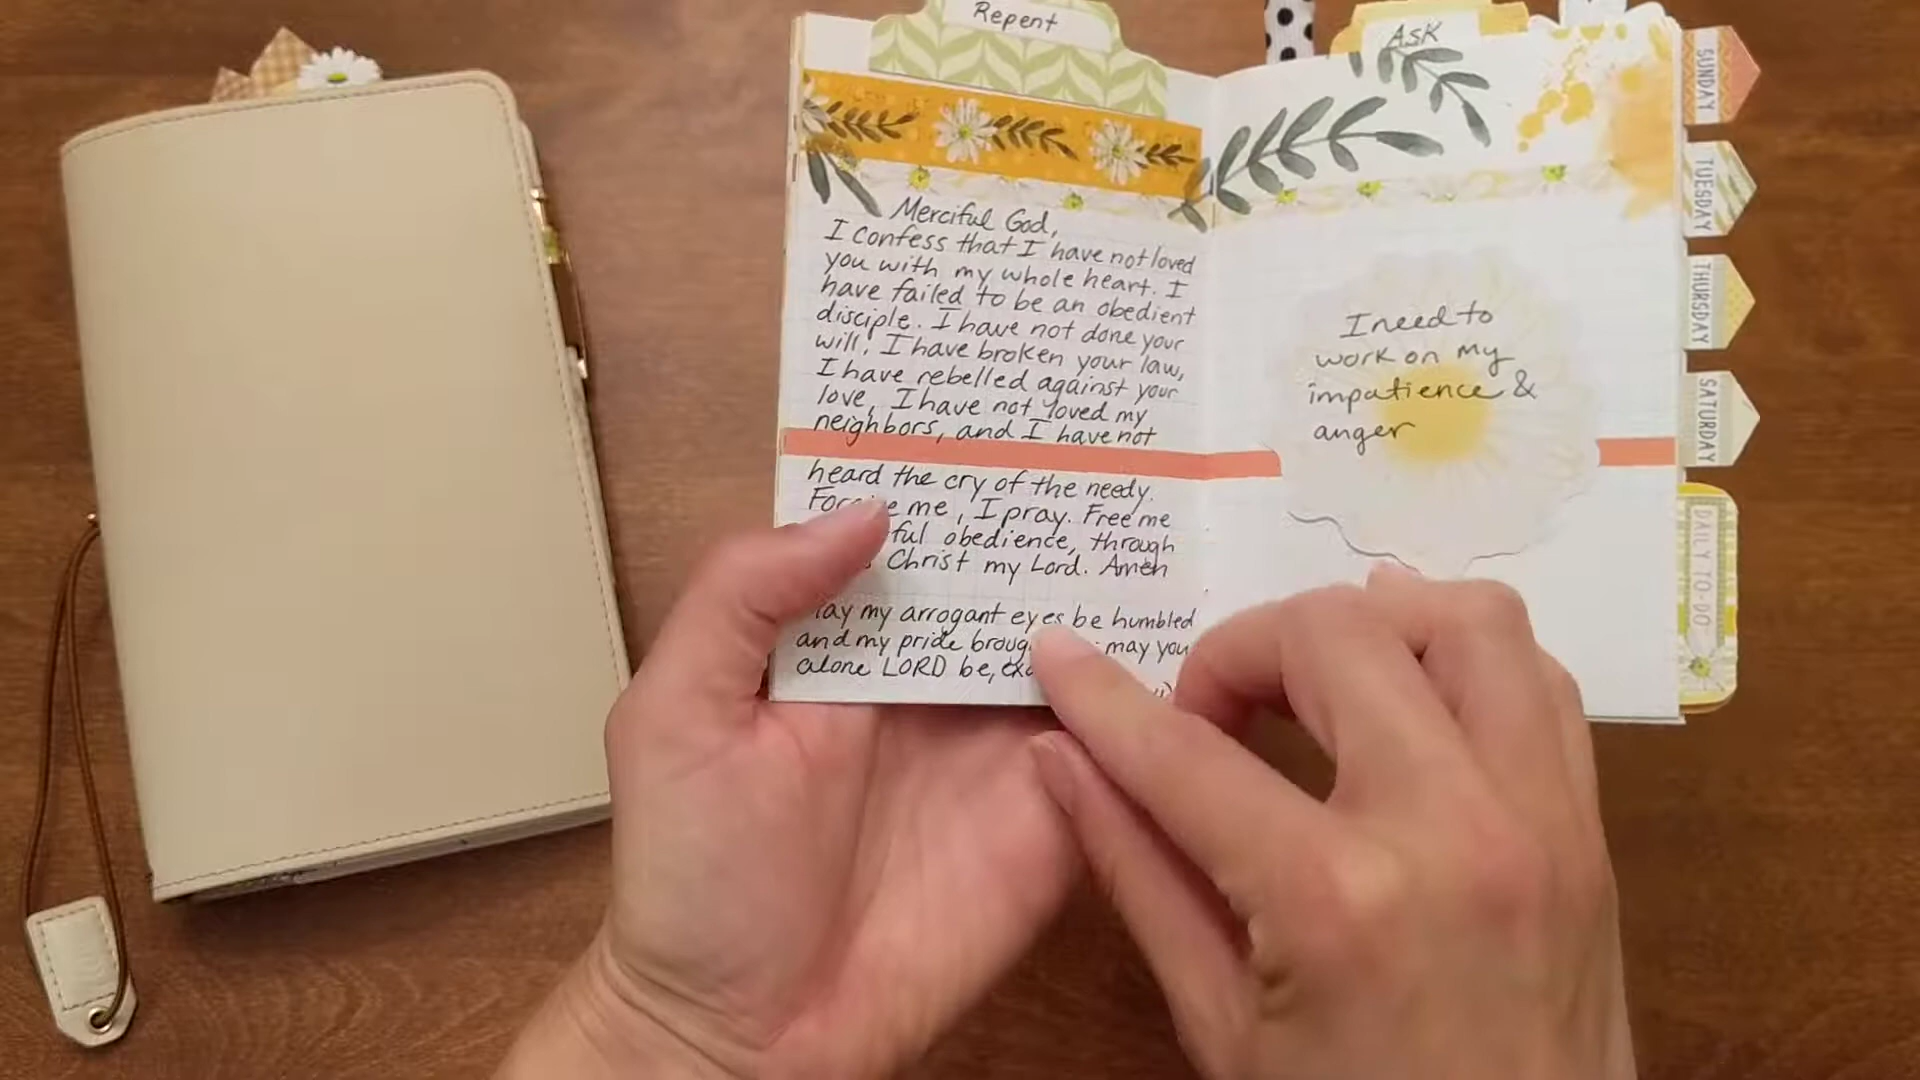 Repent
Merciful God,
I confess that I have not loved
you with my whole heart. I
have failed to be an obedient
disciple. I have not done your
will, I have broken your law,
I have rebelled against your
love, I have not loved my
neighbors, and I have not
heard the cry of the needy.
me, I pray. Free me
obedience, through
Christ my Lord. Amen
my arrogant eyes be humbled
and my pride may you
alone LORD be,
ASK
I need to
work on my
impatience &
anger
SUNDAY
TUESDAY
THURSDAY
SATURDAY
DAILY TO-DO